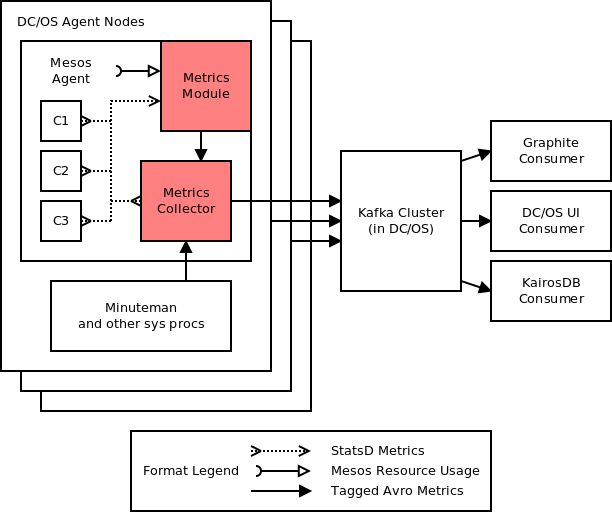 DC/OS Agent Nodes
Mesos
Agent
Metrics
Module
C1
C2
C3
Metrics
Collector
Minuteman
and other sys procs
Kafka Cluster
(in DC/OS)
Graphite
Consumer
DC/OS UI
Consumer
KairosDB
Consumer
Format Legend
StatsD Metrics
Mesos Resource Usage
Tagged Avro Metrics